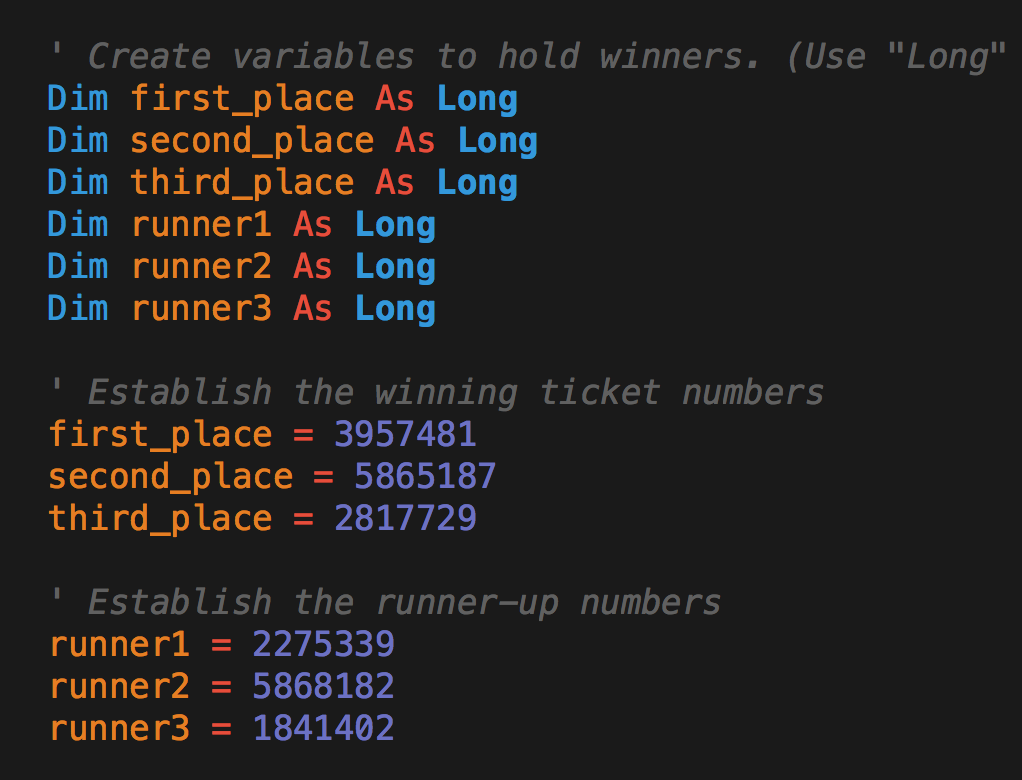 ' Create variables to hold winners. (Use "Long"
Dim first_place As Long
Dim second_place As Long
Dim third_place As Long
Dim runner1 As Long
Dim runner2 As Long
Dim runner3 As Long
' Establish the winning ticket numbers
first_place = 3957481
second_place = 5865187
third_place = 2817729
' Establish the runner-up numbers
runner1 = 2275339
runner2 = 5868182
runner3 = 1841402